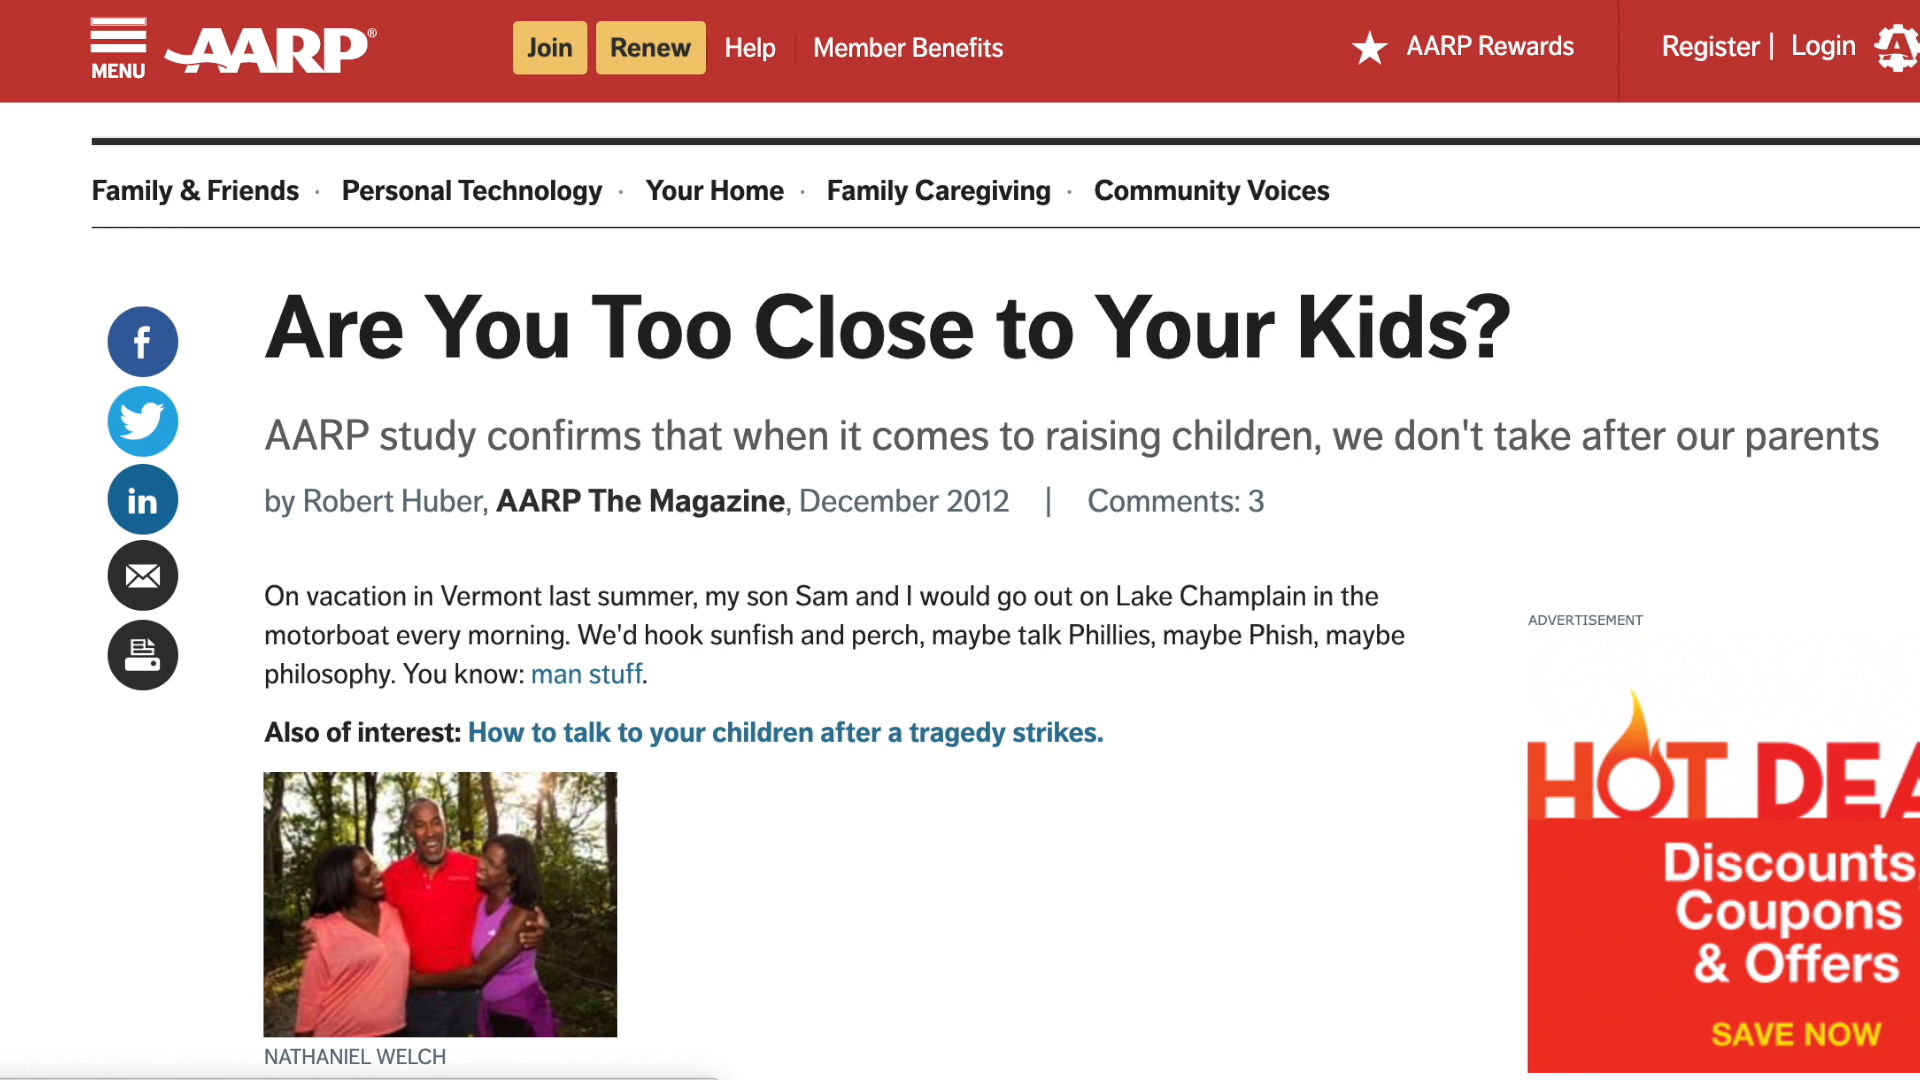 MENU
AARP®
Join
Renew
Help
Member Benefits
AARP Rewards
Register | Login
Family & Friends · Personal Technology · Your Home · Family Caregiving · Community Voices
Are You Too Close to Your Kids?
AARP study confirms that when it comes to raising children, we don't take after our parents
by Robert Huber, AARP The Magazine, December 2012 | Comments: 3
On vacation in Vermont last summer, my son Sam and I would go out on Lake Champlain in the
motorboat every morning. We'd hook sunfish and perch, maybe talk Phillies, maybe Phish, maybe
philosophy. You know: man stuff.
Also of interest: How to talk to your children after a tragedy strikes.
NATHANIEL WELCH
ADVERTISEMENT
HOT DEA
Discounts,
Coupons
& Offers
SAVE NOW